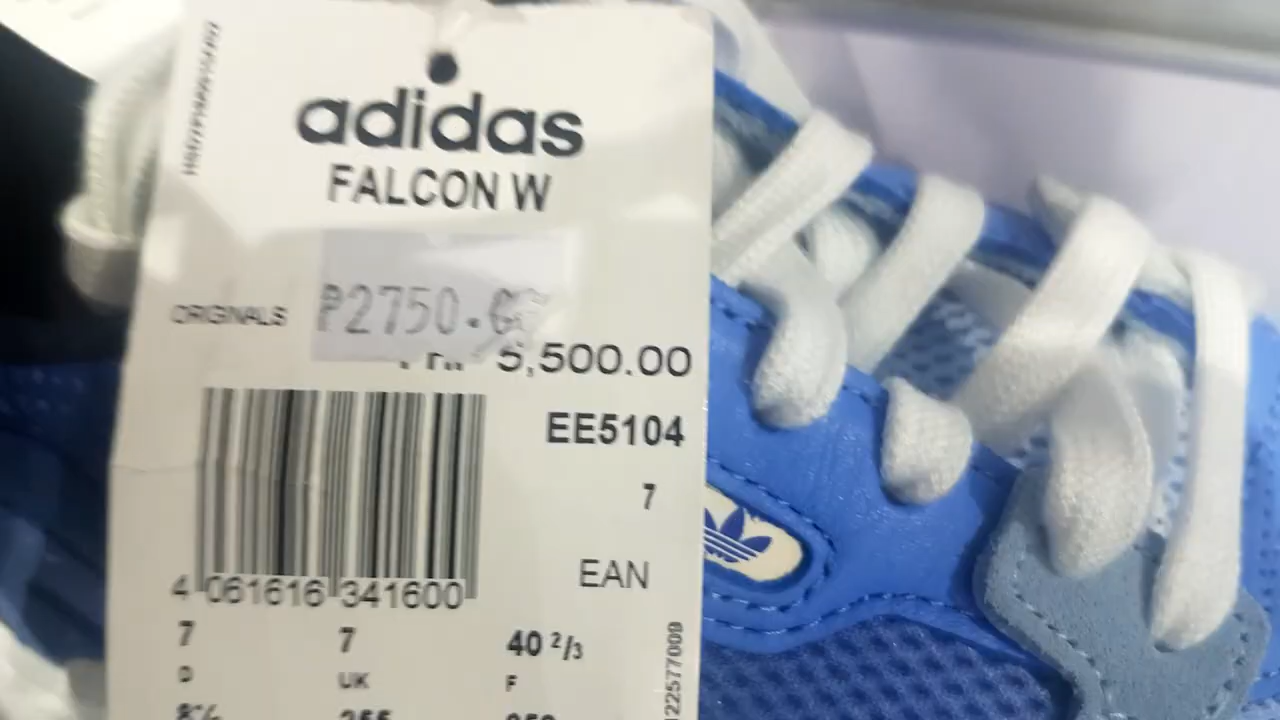 adidas
FALCON W
ORIGINALS
₱2750.
5,500.00
EE5104
7
EAN
4 061616 341600
7 7 40 2/3
D UK F
122577009